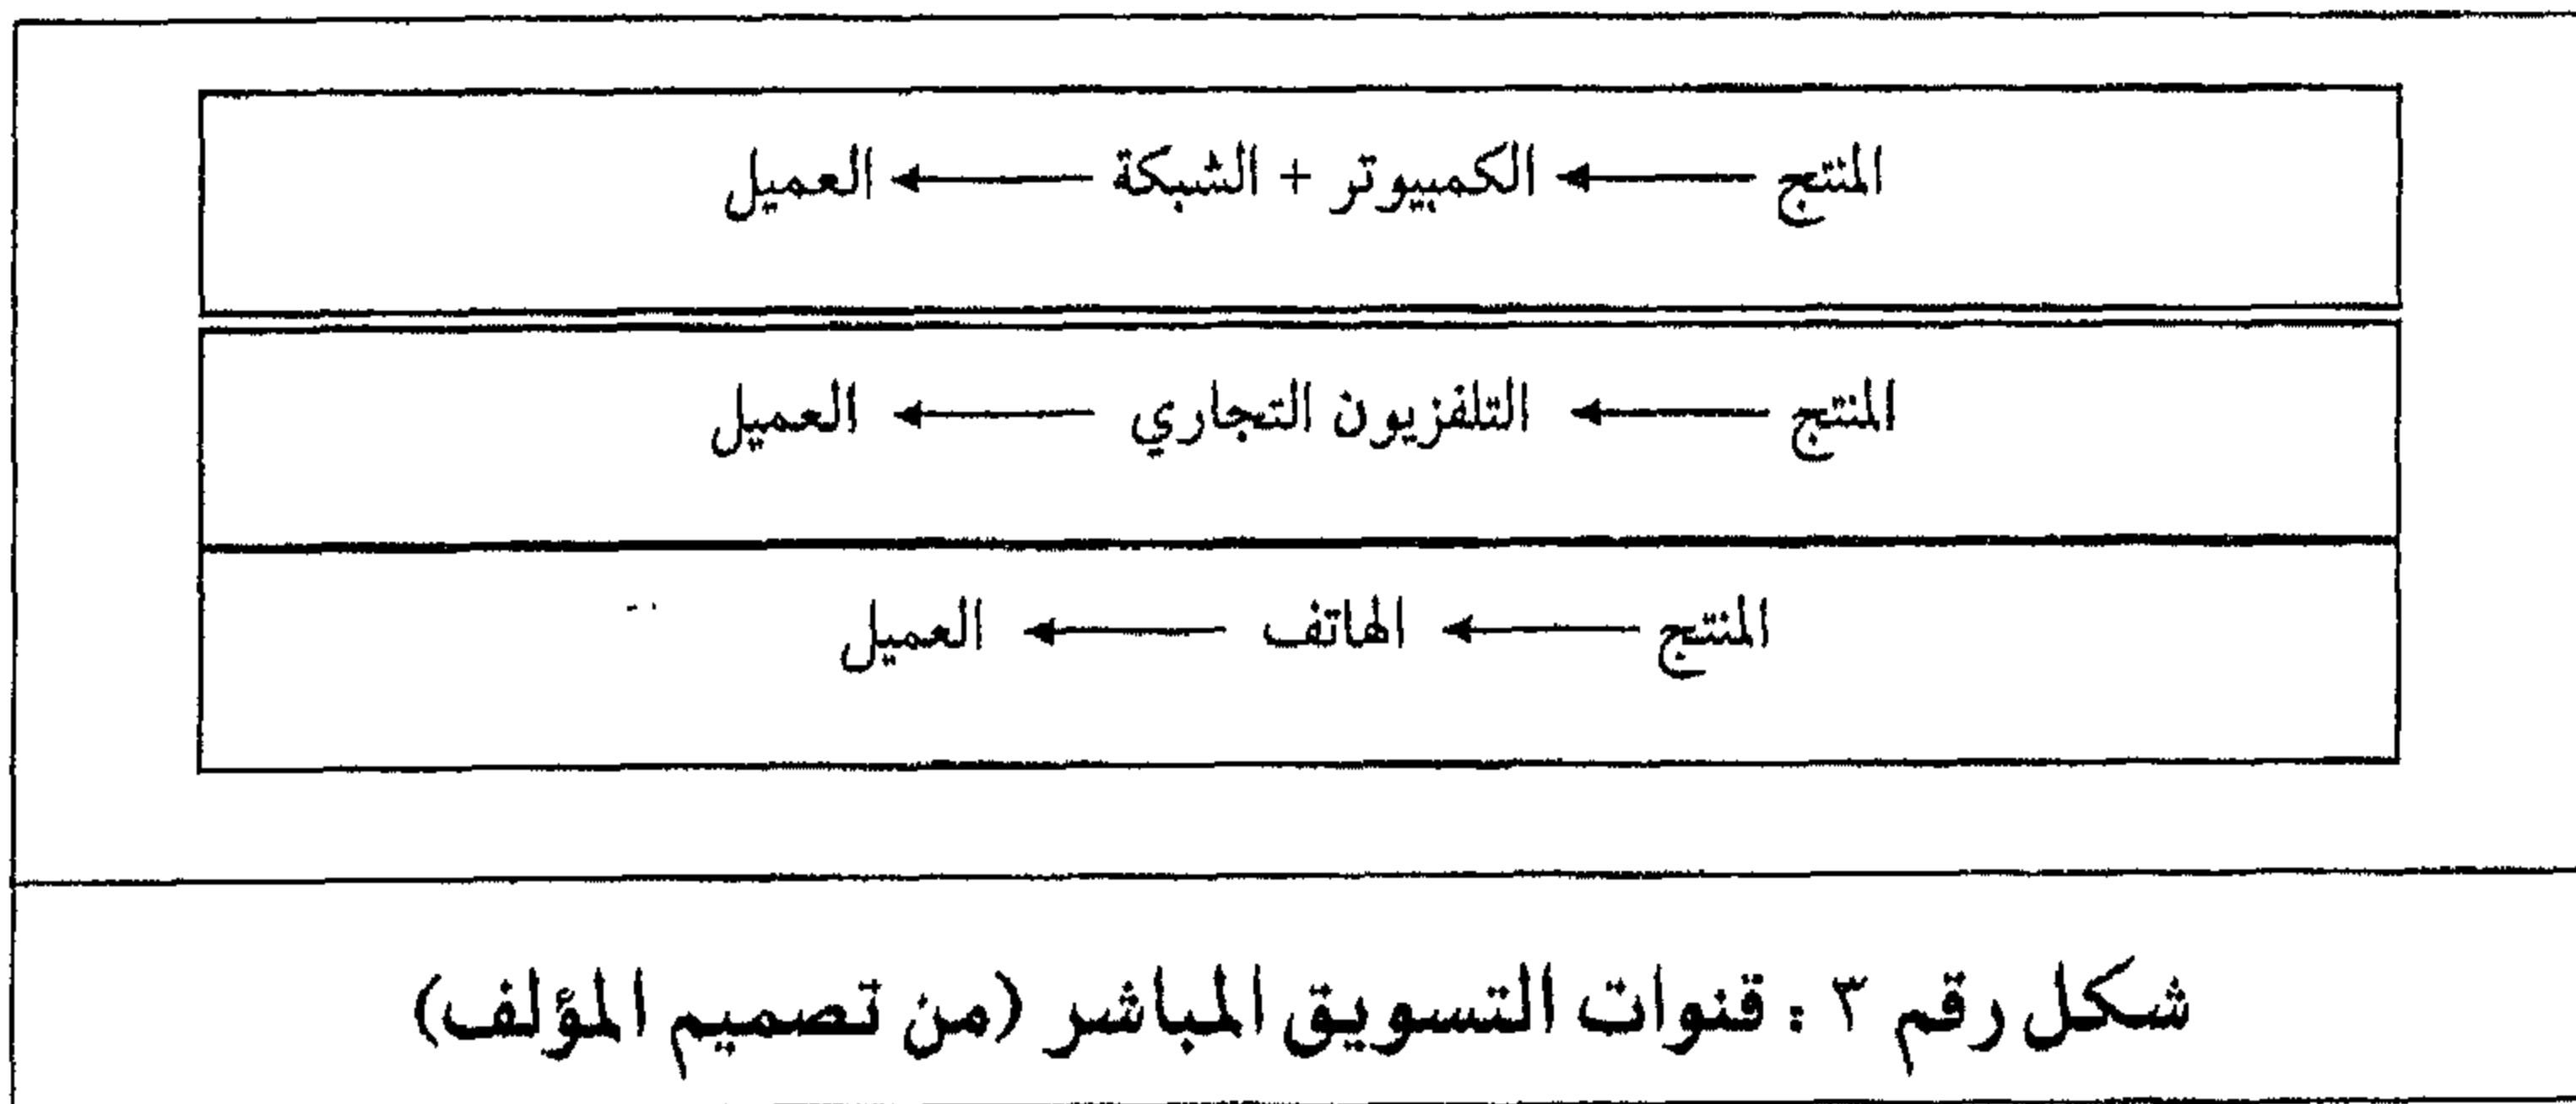 المنتج ← الكمبيوتر + الشبكة ← العميل
المنتج ← التلفزيون التجاري ← العميل
المنتج ← الهاتف ← العميل
شكل رقم ٣ : قنوات التسويق المباشر (من تصميم المؤلف)